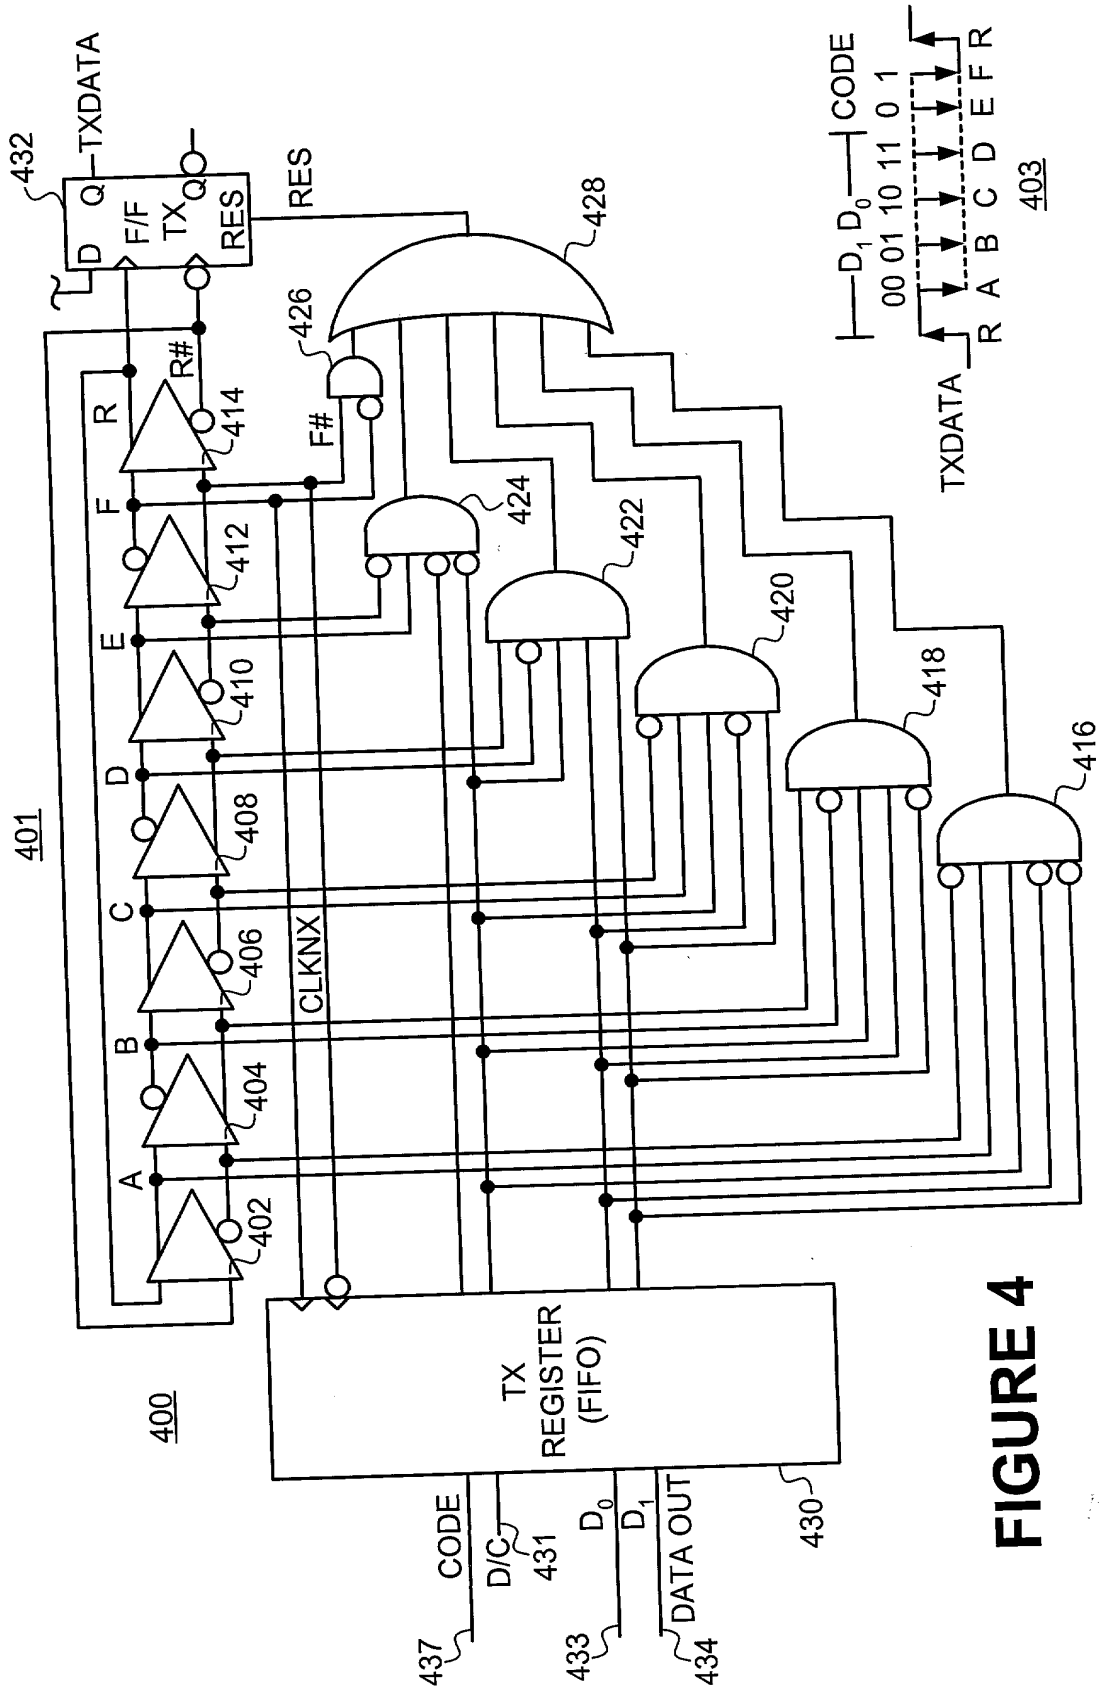 400
401
432
D
Q
TXDATA
F/F
TX
Q
RES
RES
A
B
C
D
E
F
R
R#
402
404
406
408
410
412
414
CLKNX
F#
426
428
424
422
420
418
416
437
CODE
D/C
431
433
D0
D1
434
DATA OUT
TX
REGISTER
(FIFO)
430
D1 D0
CODE
00 01 10 11 0 1
TXDATA
R A B C D E F R
403
FIGURE 4